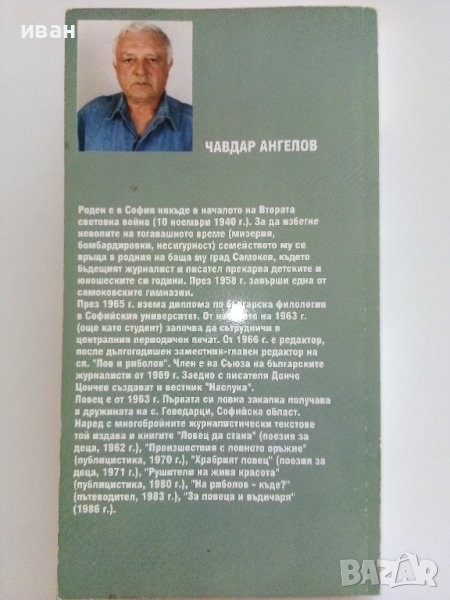 иван
ЧАВДАР АНГЕЛОВ
Роден е в София някъде в началото на Втората
световна война (10 ноември 1940 г.). За да избегне
неволите на тогавашното време (мизерия,
бомбардировки, несигурност) семейството му се
връща в родния на баща му град Самоков, където
бъдещият журналист и писател прекарва детските и
юношеските си години. През 1958 г. завърши една от
самоковските гимназии.
През 1965 г. взема диплома по българска филология
в Софийския университет. От на на 1963 г.
(още като студент) започва да сътрудничи в
централния периодичен печат. От 1966 г. е редактор,
после дългогодишен заместник-главен редактор на
сп. "Лов и риболов". Член е на Съюза на българските
журналисти от 1969 г. Заедно с писателя Дончо
Цончев създават и вестник "Наслука".
Ловец е от 1963 г. Първата си ловна закалка получава
в дружината на с. Говедарци, Софийска област.
Наред с многобройните журналистически текстове
той издава и книгите "Ловец да стана" (поезия за
деца, 1962 г.), "Произшествия с ловното оръжие"
(публицистика, 1970 г.), "Храбрият ловец" (поезия за
деца, 1971 г.), "Рушители на жива красота"
(публицистика, 1980 г.), "На риболов - къде?"
(пътеводител, 1983 г.), "За ловеца и въдичаря"
(1986 г.).
BAZAR